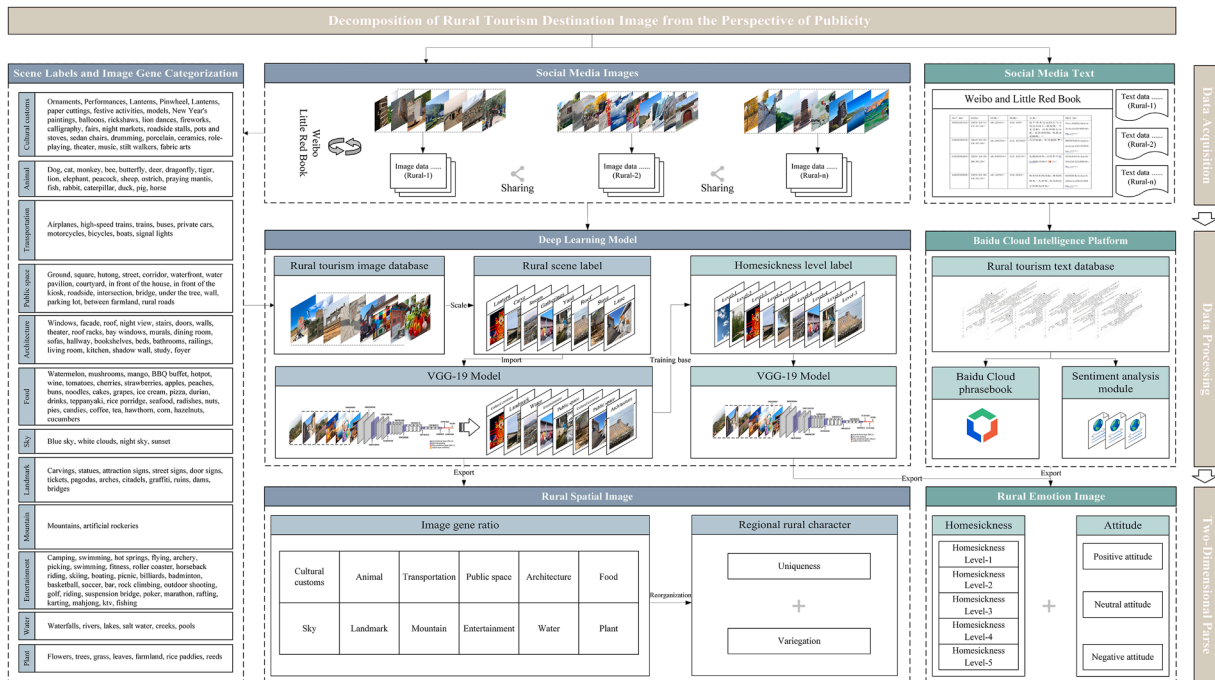 Decomposition of Rural Tourism Destination Image from the Perspective of Publicity
Scene Labels and Image Gene Categorization
Cultural customs
Ornaments, Performances, Lanterns, Pinwheel, Lanterns,
paper cuttings, festive activities, models, New Year's
paintings, balloons, rickshaws, lion dances, fireworks,
calligraphy, fairs, night markets, roadside stalls, pots and
stoves, sedan chairs, drumming, porcelain, ceramics, role-
playing, theater, music, stilt walkers, fabric arts
Animal
Dog, cat, monkey, bee, butterfly, deer, dragonfly, tiger,
lion, elephant, peacock, sheep, ostrich, praying mantis,
fish, rabbit, caterpillar, duck, pig, horse
Transportation
Airplanes, high-speed trains, trains, buses, private cars,
motorcycles, bicycles, boats, signal lights
Public space
Ground, square, hutong, street, corridor, waterfront, water
pavilion, courtyard, in front of the house, in front of the
kiosk, roadside, intersection, bridge, under the tree, wall,
parking lot, between farmland, rural roads
Architecture
Windows, facade, roof, night view, stairs, doors, walls,
theater, roof racks, bay windows, murals, dining room,
sofas, hallway, bookshelves, beds, bathrooms, railings,
living room, kitchen, shadow wall, study, foyer
Food
Watermelon, mushrooms, mango, BBQ buffet, hotpot,
wine, tomatoes, cherries, strawberries, apples, peaches,
buns, noodles, cakes, grapes, ice cream, pizza, durian,
drinks, teppanyaki, rice porridge, seafood, radishes, nuts,
pies, candies, coffee, tea, hawthorn, corn, hazelnuts,
cucumbers
Sky
Blue sky, white clouds, night sky, sunset
Landmark
Carvings, statues, attraction signs, street signs, door signs,
tickets, pagodas, arches, citadels, graffiti, ruins, dams,
bridges
Mountain
Mountains, artificial rockeries
Entertainment
Camping, swimming, hot springs, flying, archery,
picking, swimming, fitness, roller coaster, horseback
riding, skiing, boating, picnic, billiards, badminton,
basketball, soccer, bar, rock climbing, outdoor shooting,
golf, riding, suspension bridge, poker, marathon, rafting,
karting, mahjong, ktv, fishing
Water
Waterfalls, rivers, lakes, salt water, creeks, pools
Plant
Flowers, trees, grass, leaves, farmland, rice paddies, reeds
Social Media Images
Weibo
Little Red Book
Image data ......
(Rural-1)
Sharing
Image data ......
(Rural-2)
Sharing
Image data ......
(Rural-n)
Social Media Text
Weibo and Little Red Book
Text data ......
(Rural-1)
Text data ......
(Rural-2)
Text data ......
(Rural-n)
Data Acquisition
Deep Learning Model
Rural tourism image database
Scale
Rural scene label
Lantern
Street
Lane
Homesickness level label
Level-3
Import
Training base
VGG-19 Model
Landmark
Water
Public space
Architecture
VGG-19 Model
Baidu Cloud Intelligence Platform
Rural tourism text database
Baidu Cloud
phrasebook
Sentiment analysis
module
Data Processing
Export
Export
Export
Rural Spatial Image
Image gene ratio
Cultural
customs
Animal
Transportation
Public space
Architecture
Food
Sky
Landmark
Mountain
Entertainment
Water
Plant
Reorganization
Regional rural character
Uniqueness
Variegation
Rural Emotion Image
Homesickness
Homesickness
Level-1
Homesickness
Level-2
Homesickness
Level-3
Homesickness
Level-4
Homesickness
Level-5
Attitude
Positive attitude
Neutral attitude
Negative attitude
Two-Dimensional Parse